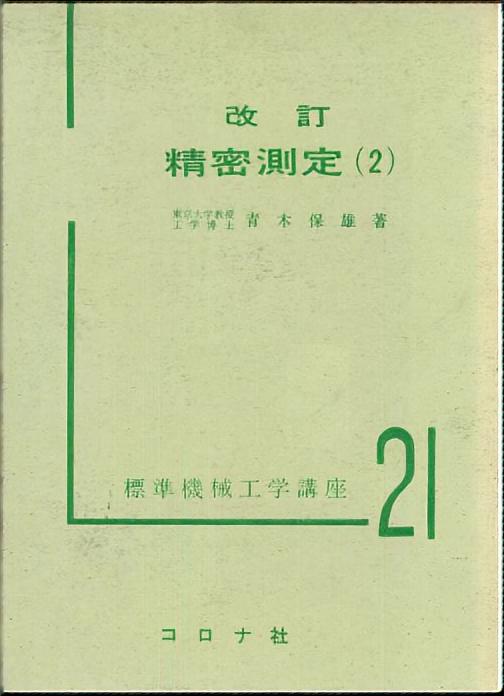 改訂
精密測定(2)
東京大学教授
工学博士
青木保雄著
標準機械工学講座
21
コロナ社